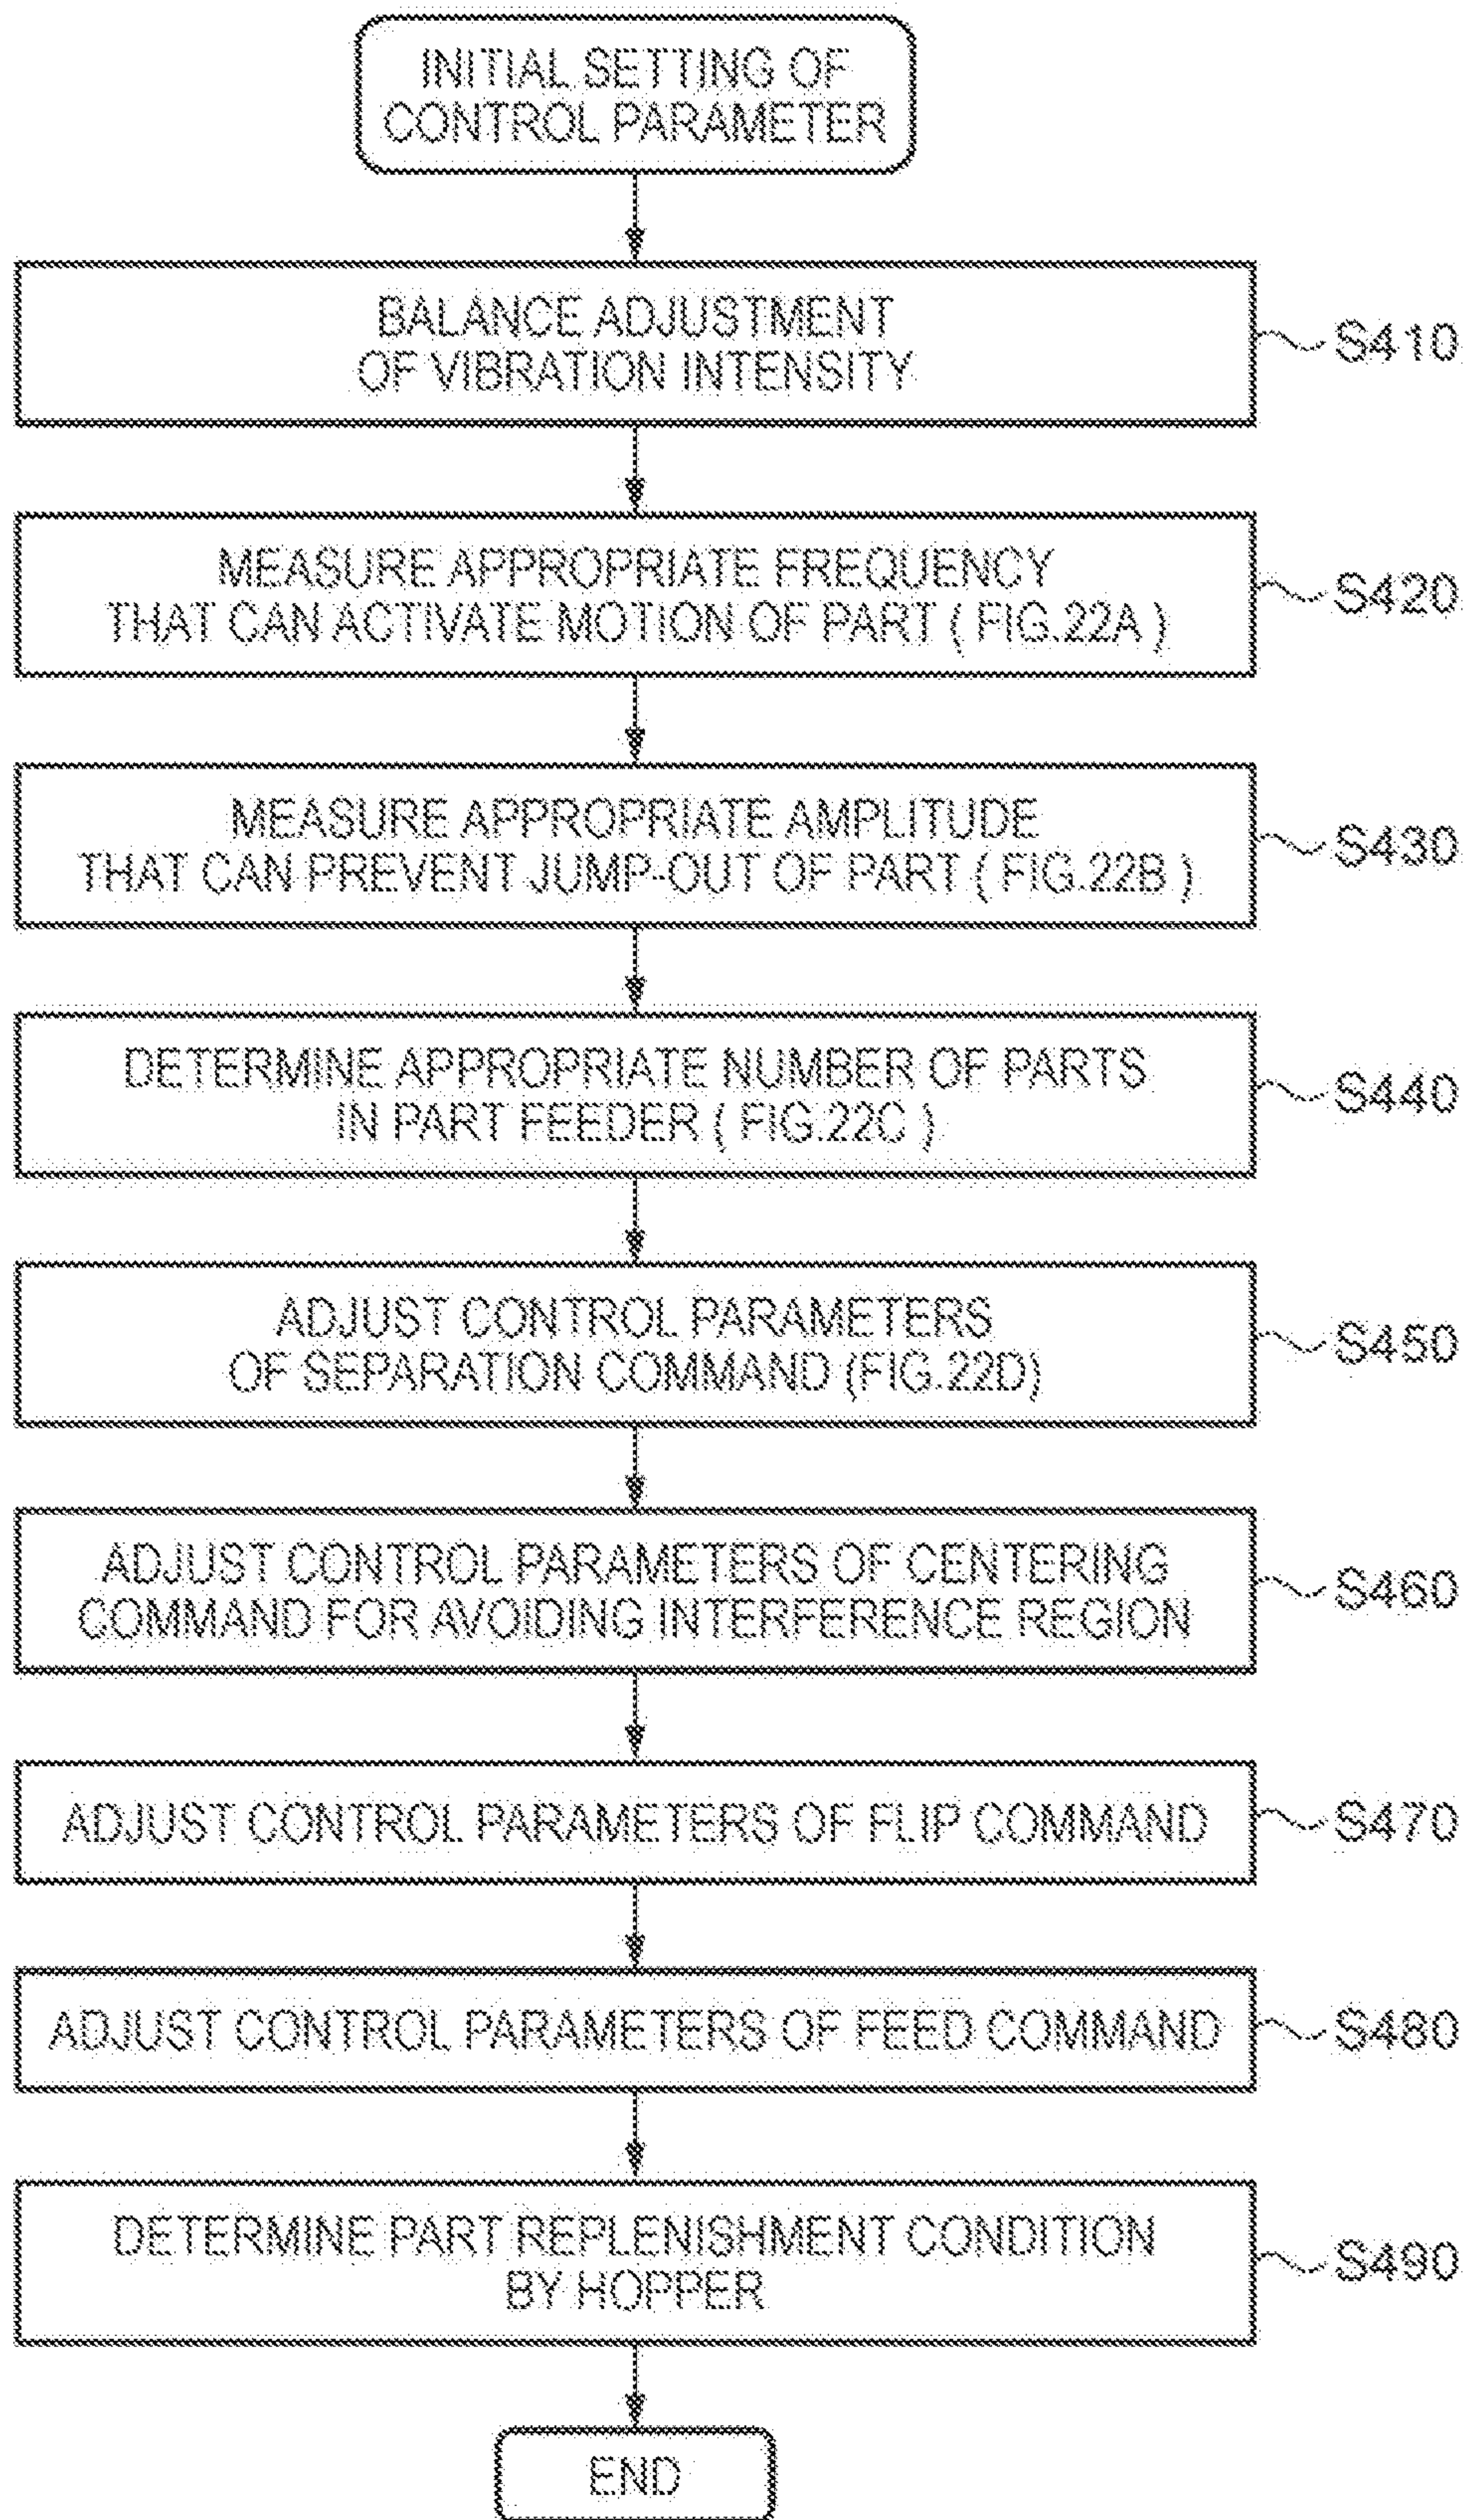 INITIAL SETTING OF
CONTROL PARAMETER
BALANCE ADJUSTMENT
OF VIBRATION INTENSITY
S410
MEASURE APPROPRIATE FREQUENCY
THAT CAN ACTIVATE MOTION OF PART ( FIG.22A )
S420
MEASURE APPROPRIATE AMPLITUDE
THAT CAN PREVENT JUMP-OUT OF PART ( FIG.22B )
S430
DETERMINE APPROPRIATE NUMBER OF PARTS
IN PART FEEDER ( FIG.22C )
S440
ADJUST CONTROL PARAMETERS
OF SEPARATION COMMAND (FIG.22D)
S450
ADJUST CONTROL PARAMETERS OF CENTERING
COMMAND FOR AVOIDING INTERFERENCE REGION
S460
ADJUST CONTROL PARAMETERS OF FLIP COMMAND
S470
ADJUST CONTROL PARAMETERS OF FEED COMMAND
S480
DETERMINE PART REPLENISHMENT CONDITION
BY HOPPER
S490
END